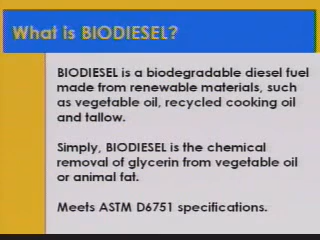 What is BIODIESEL?
BIODIESEL is a biodegradable diesel fuel
made from renewable materials, such
as vegetable oil, recycled cooking oil
and tallow.
Simply, BIODIESEL is the chemical
removal of glycerin from vegetable oil
or animal fat.
Meets ASTM D6751 specifications.